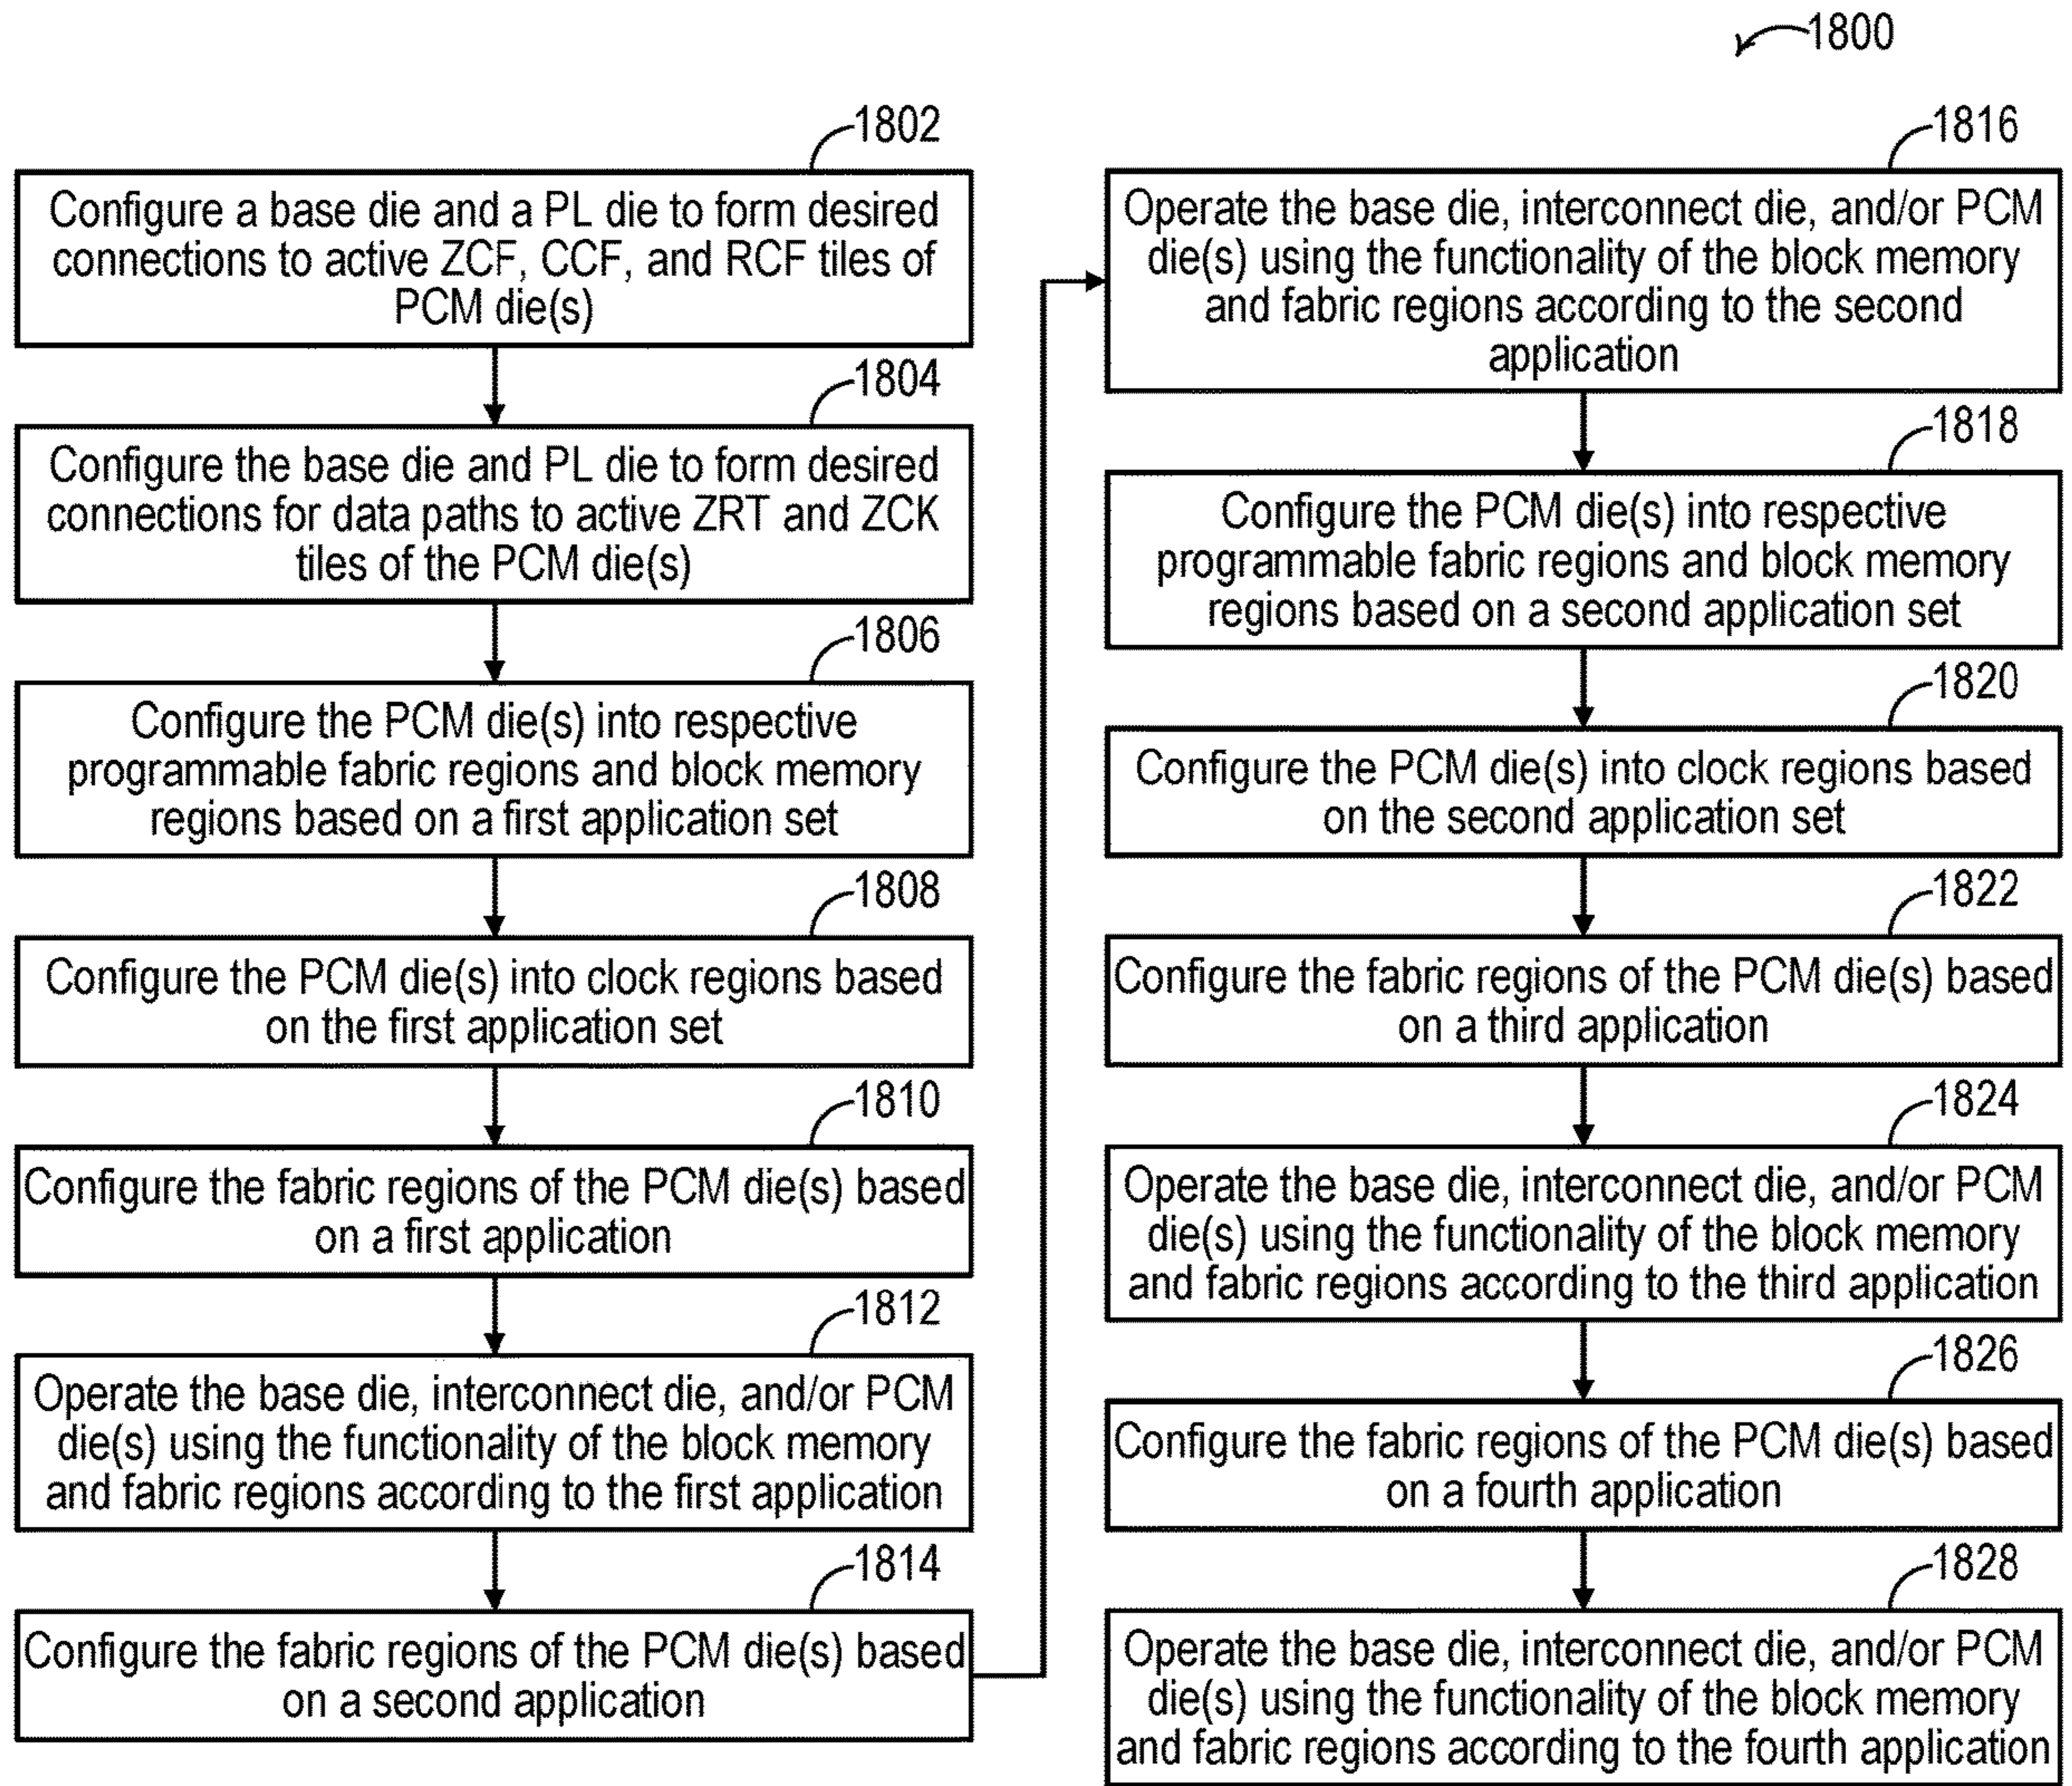 1800
1802
Configure a base die and a PL die to form desired
connections to active ZCF, CCF, and RCF tiles of
PCM die(s)
1804
Configure the base die and PL die to form desired
connections for data paths to active ZRT and ZCK
tiles of the PCM die(s)
1806
Configure the PCM die(s) into respective
programmable fabric regions and block memory
regions based on a first application set
1808
Configure the PCM die(s) into clock regions based
on the first application set
1810
Configure the fabric regions of the PCM die(s) based
on a first application
1812
Operate the base die, interconnect die, and/or PCM
die(s) using the functionality of the block memory
and fabric regions according to the first application
1814
Configure the fabric regions of the PCM die(s) based
on a second application
1816
Operate the base die, interconnect die, and/or PCM
die(s) using the functionality of the block memory
and fabric regions according to the second
application
1818
Configure the PCM die(s) into respective
programmable fabric regions and block memory
regions based on a second application set
1820
Configure the PCM die(s) into clock regions based
on the second application set
1822
Configure the fabric regions of the PCM die(s) based
on a third application
1824
Operate the base die, interconnect die, and/or PCM
die(s) using the functionality of the block memory
and fabric regions according to the third application
1826
Configure the fabric regions of the PCM die(s) based
on a fourth application
1828
Operate the base die, interconnect die, and/or PCM
die(s) using the functionality of the block memory
and fabric regions according to the fourth application